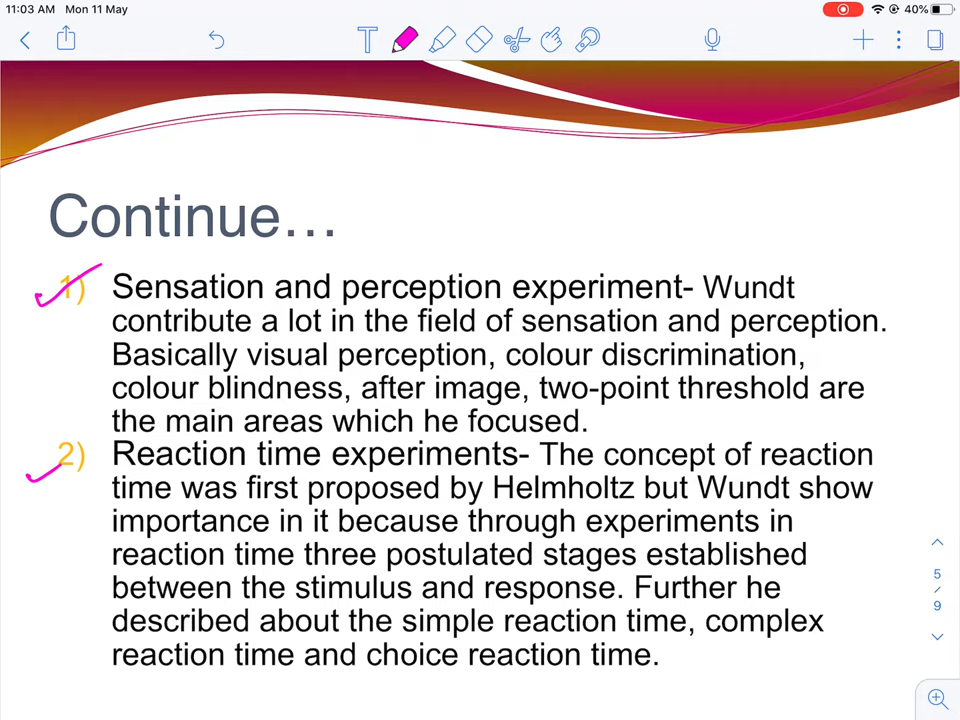 11:03 AM Mon 11 May
40%
T
Continue…
1) Sensation and perception experiment- Wundt
contribute a lot in the field of sensation and perception.
Basically visual perception, colour discrimination,
colour blindness, after image, two-point threshold are
the main areas which he focused.
2) Reaction time experiments- The concept of reaction
time was first proposed by Helmholtz but Wundt show
importance in it because through experiments in
reaction time three postulated stages established
between the stimulus and response. Further he
described about the simple reaction time, complex
reaction time and choice reaction time.
5
/
9